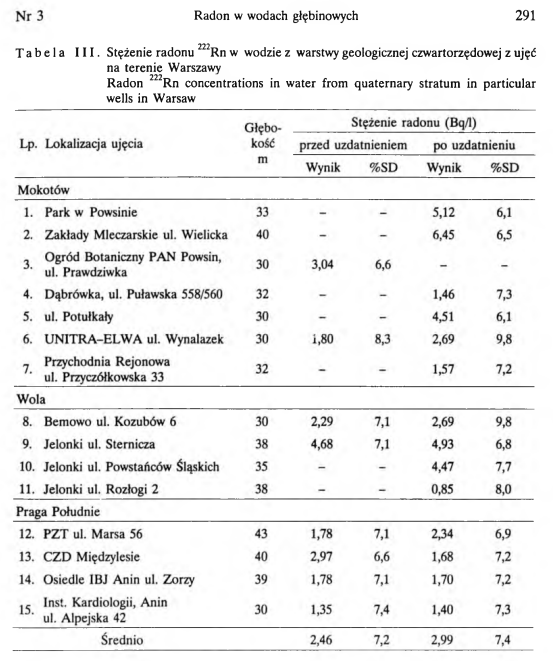 Nr 3 Radon w wodach głębinowych 291
Tabela III. Stężenie radonu ²²²Rn w wodzie z warstwy geologicznej czwartorzędowej z ujęć
na terenie Warszawy
Radon ²²²Rn concentrations in water from quaternary stratum in particular
wells in Warsaw
Lp. Lokalizacja ujęcia Głębo-
kość
m Stężenie radonu (Bq/l)
przed uzdatnieniem po uzdatnieniu
Wynik %SD Wynik %SD
Mokotów
1. Park w Powsinie 33 – – 5,12 6,1
2. Zakłady Mleczarskie ul. Wielicka 40 – – 6,45 6,5
3. Ogród Botaniczny PAN Powsin,
ul. Prawdziwka 30 3,04 6,6 – –
4. Dąbrówka, ul. Puławska 558/560 32 – – 1,46 7,3
5. ul. Potułkały 30 – – 4,51 6,1
6. UNITRA–ELWA ul. Wynalazek 30 1,80 8,3 2,69 9,8
7. Przychodnia Rejonowa
ul. Przyczółkowska 33 32 – – 1,57 7,2
Wola
8. Bemowo ul. Kozubów 6 30 2,29 7,1 2,69 9,8
9. Jelonki ul. Sternicza 38 4,68 7,1 4,93 6,8
10. Jelonki ul. Powstańców Śląskich 35 – – 4,47 7,7
11. Jelonki ul. Rozłogi 2 38 – – 0,85 8,0
Praga Południe
12. PZT ul. Marsa 56 43 1,78 7,1 2,34 6,9
13. CZD Międzylesie 40 2,97 6,6 1,68 7,2
14. Osiedle IBJ Anin ul. Zorzy 39 1,78 7,1 1,70 7,2
15. Inst. Kardiologii, Anin
ul. Alpejska 42 30 1,35 7,4 1,40 7,3
Średnio 2,46 7,2 2,99 7,4